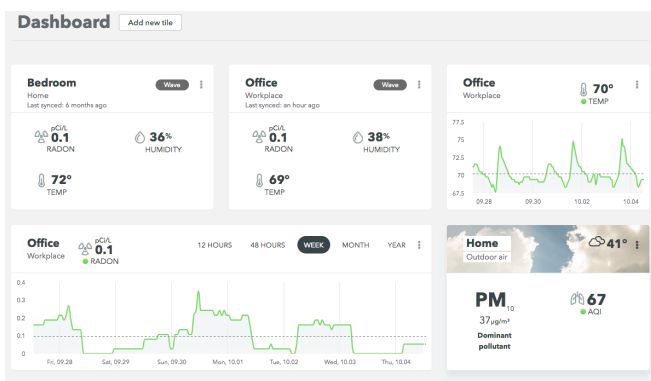 Dashboard Add new tile
Bedroom Wave
Home
Last synced: 6 months ago
pCi/L
0.1
RADON
36%
HUMIDITY
72°
TEMP
Office Wave
Workplace
Last synced: an hour ago
pCi/L
0.1
RADON
38%
HUMIDITY
69°
TEMP
Office
Workplace
70°
TEMP
77.5
75
72.5
70
67.5
09.28 09.30 10.02 10.04
Office
Workplace
pCi/L
0.1
RADON
12 HOURS 48 HOURS WEEK MONTH YEAR
0.4
0.3
0.2
0.1
0
Fri, 09.28 Sat, 09.29 Sun, 09.30 Mon, 10.01 Tue, 10.02 Wed, 10.03 Thu, 10.04
Home
Outdoor air
41°
PM10
37µg/m³
Dominant
pollutant
67
AQI